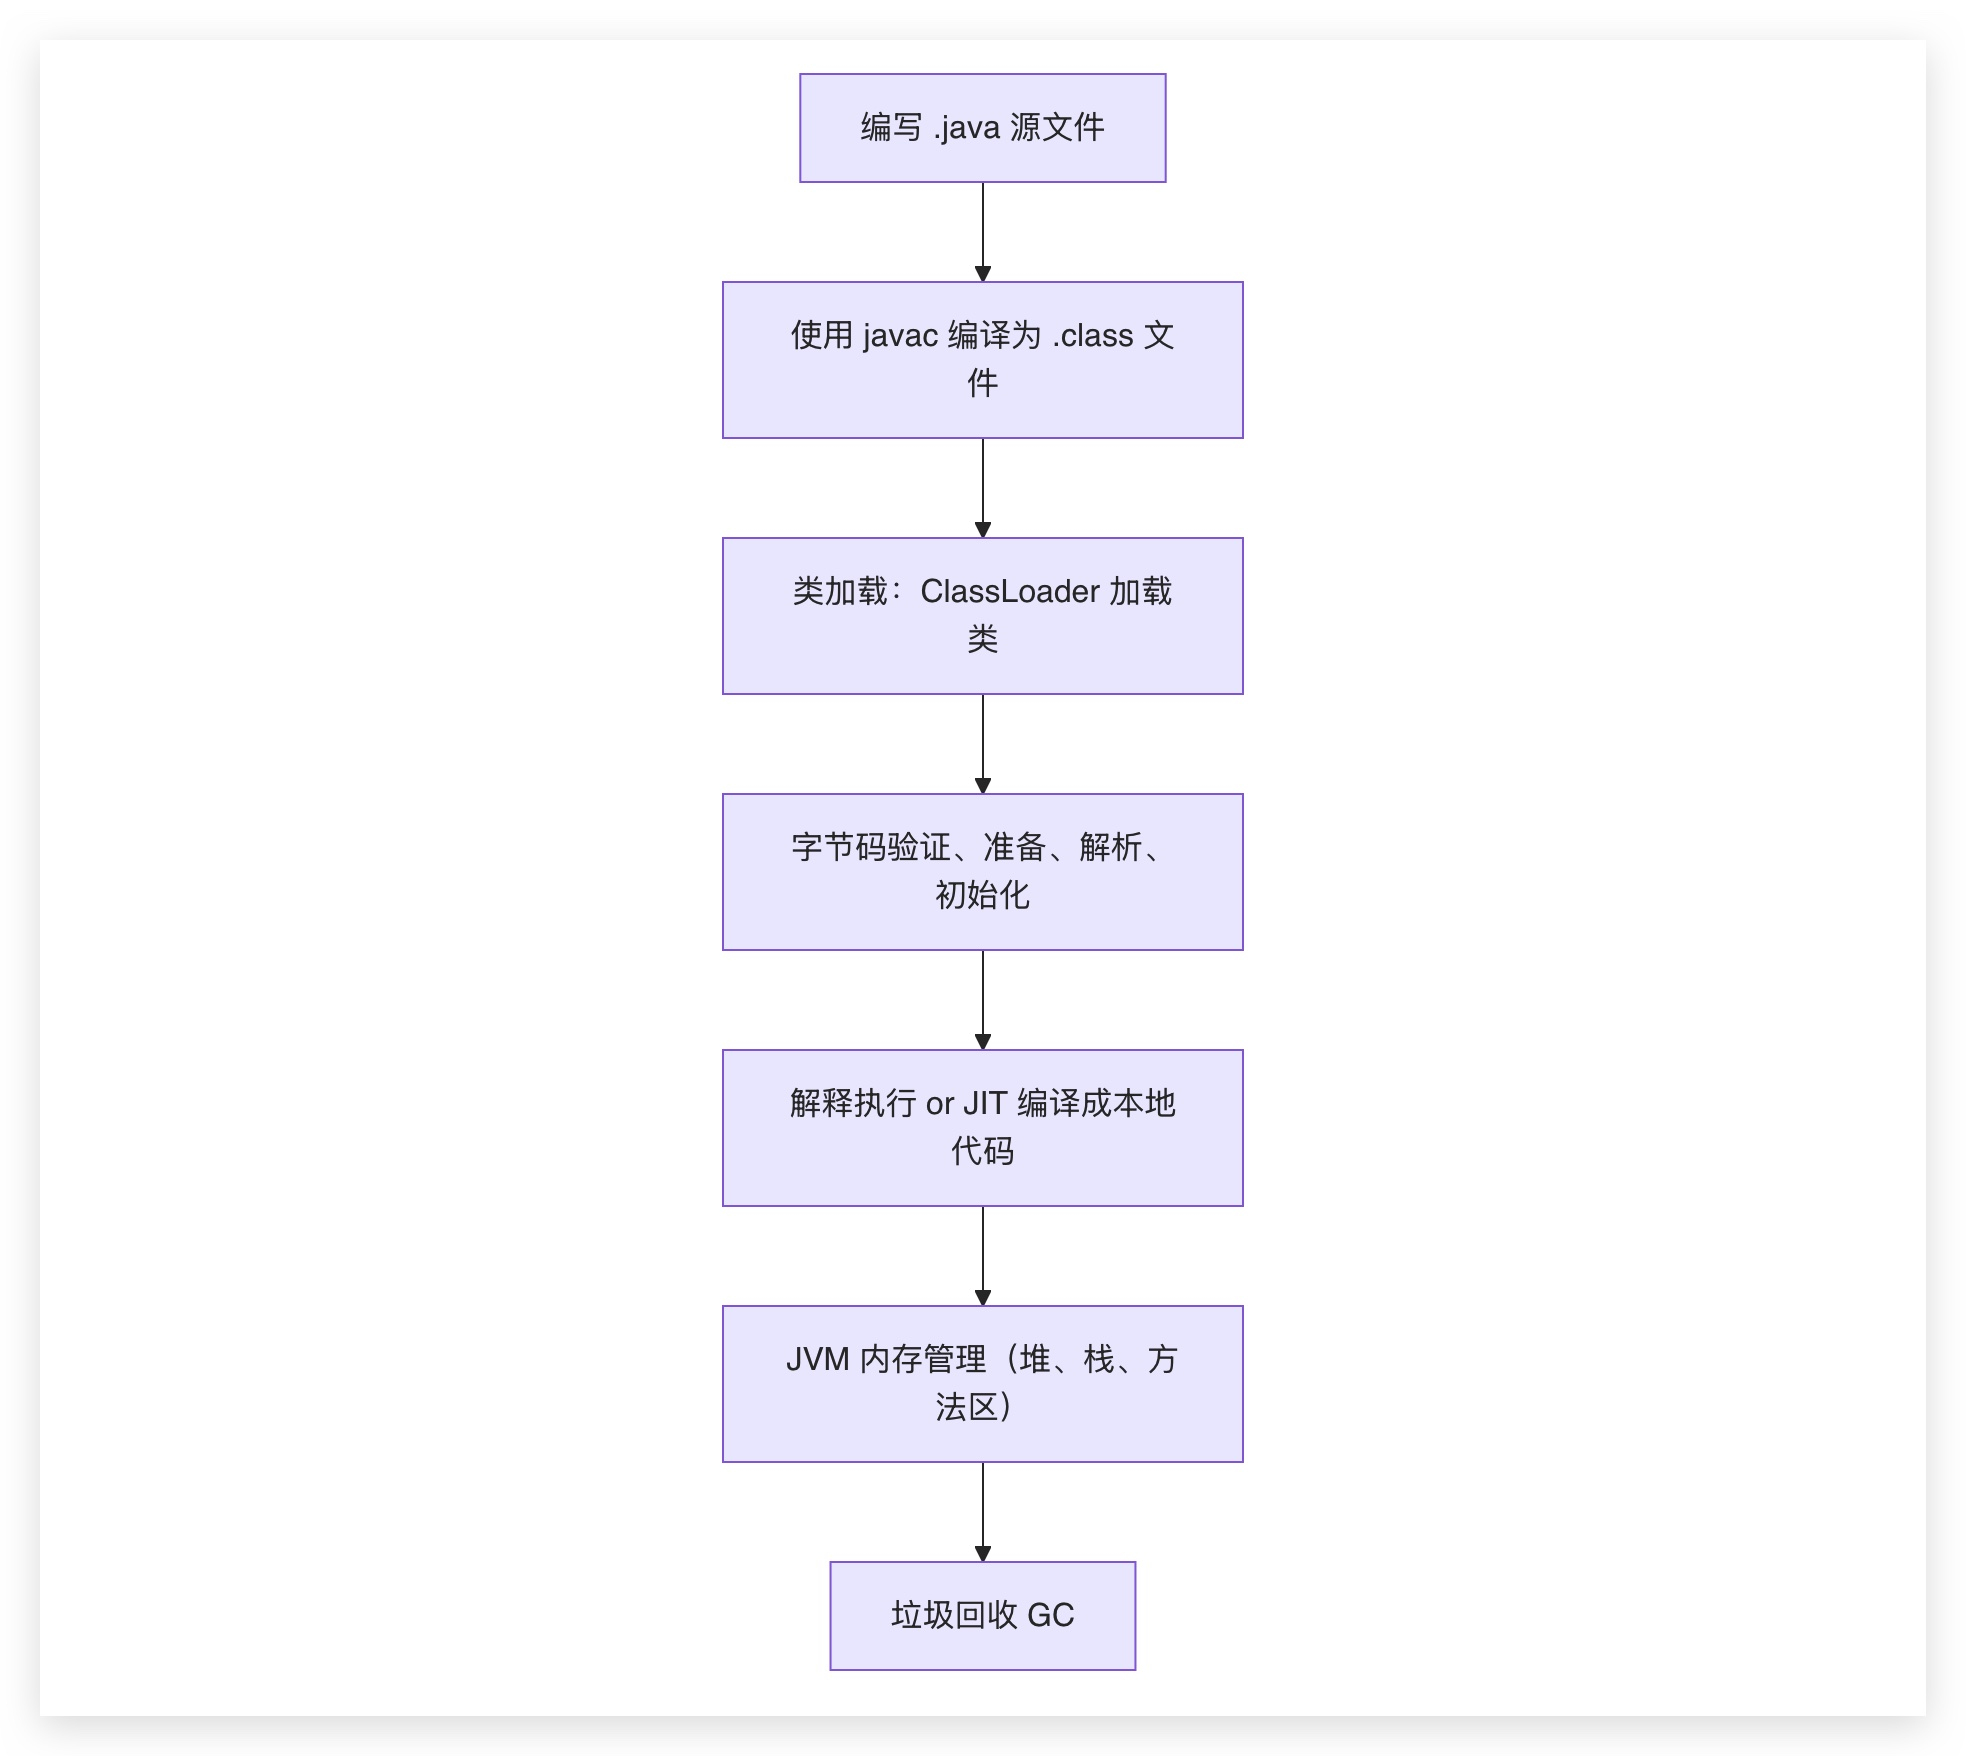 编写 .java 源文件
使用 javac 编译为 .class 文
件
类加载：ClassLoader 加载
类
字节码验证、准备、解析、
初始化
解释执行 or JIT 编译成本地
代码
JVM 内存管理（堆、栈、方
法区）
垃圾回收 GC